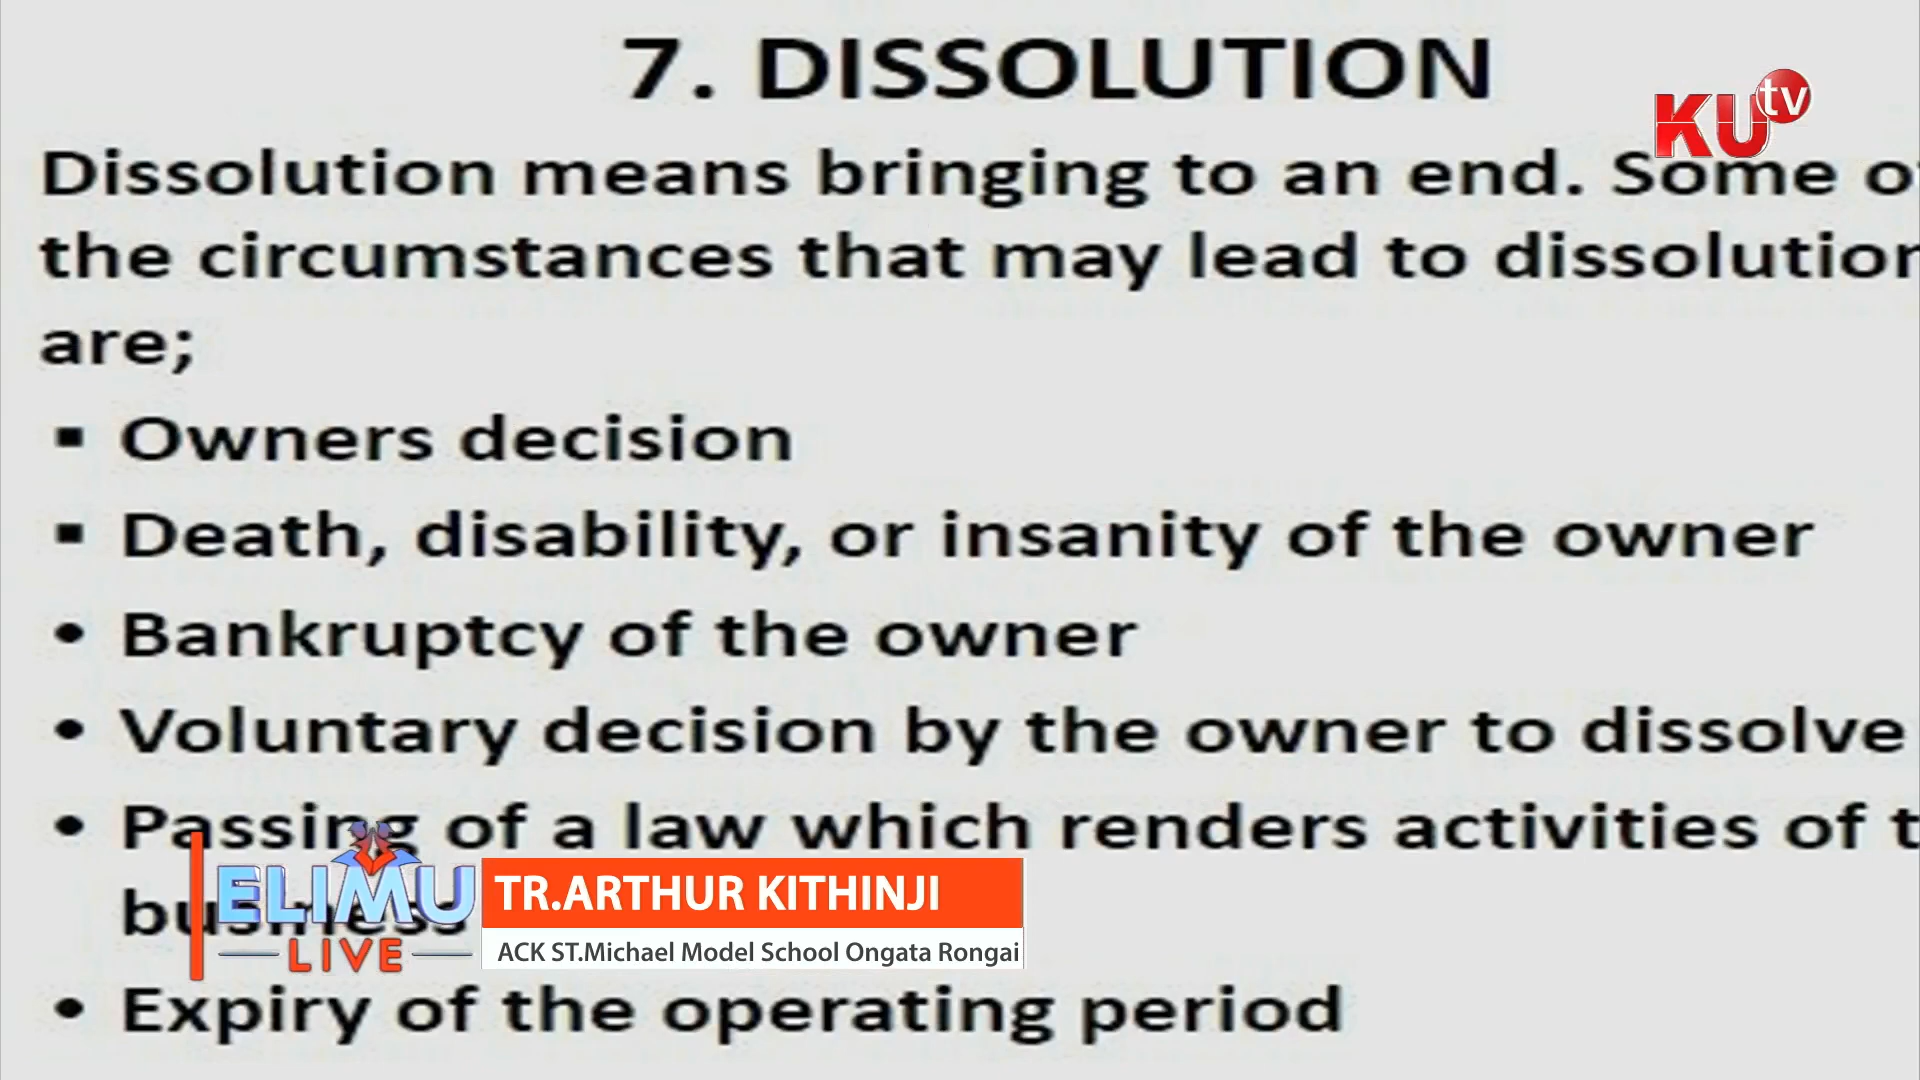 7. DISSOLUTION
KU tv
Dissolution means bringing to an end. Some
the circumstances that may lead to dissolution
are;
▪ Owners decision
▪ Death, disability, or insanity of the owner
• Bankruptcy of the owner
• Voluntary decision by the owner to dissolve
• Passing of a law which renders activities of
business
ELIMU
LIVE
TR.ARTHUR KITHINJI
ACK ST.Michael Model School Ongata Rongai
• Expiry of the operating period